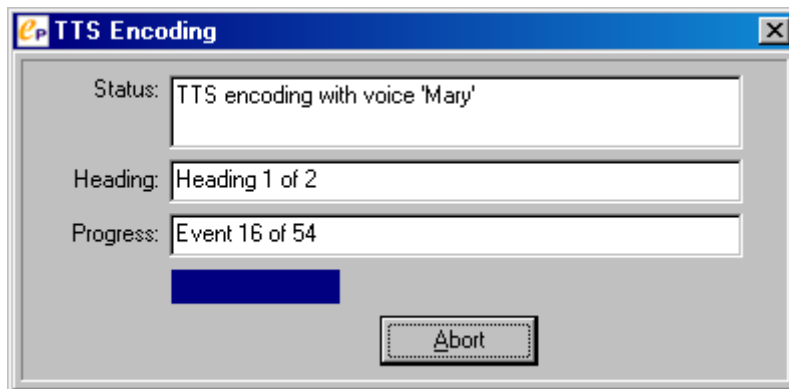 eP TTS Encoding
Status: TTS encoding with voice 'Mary'
Heading: Heading 1 of 2
Progress: Event 16 of 54
Abort